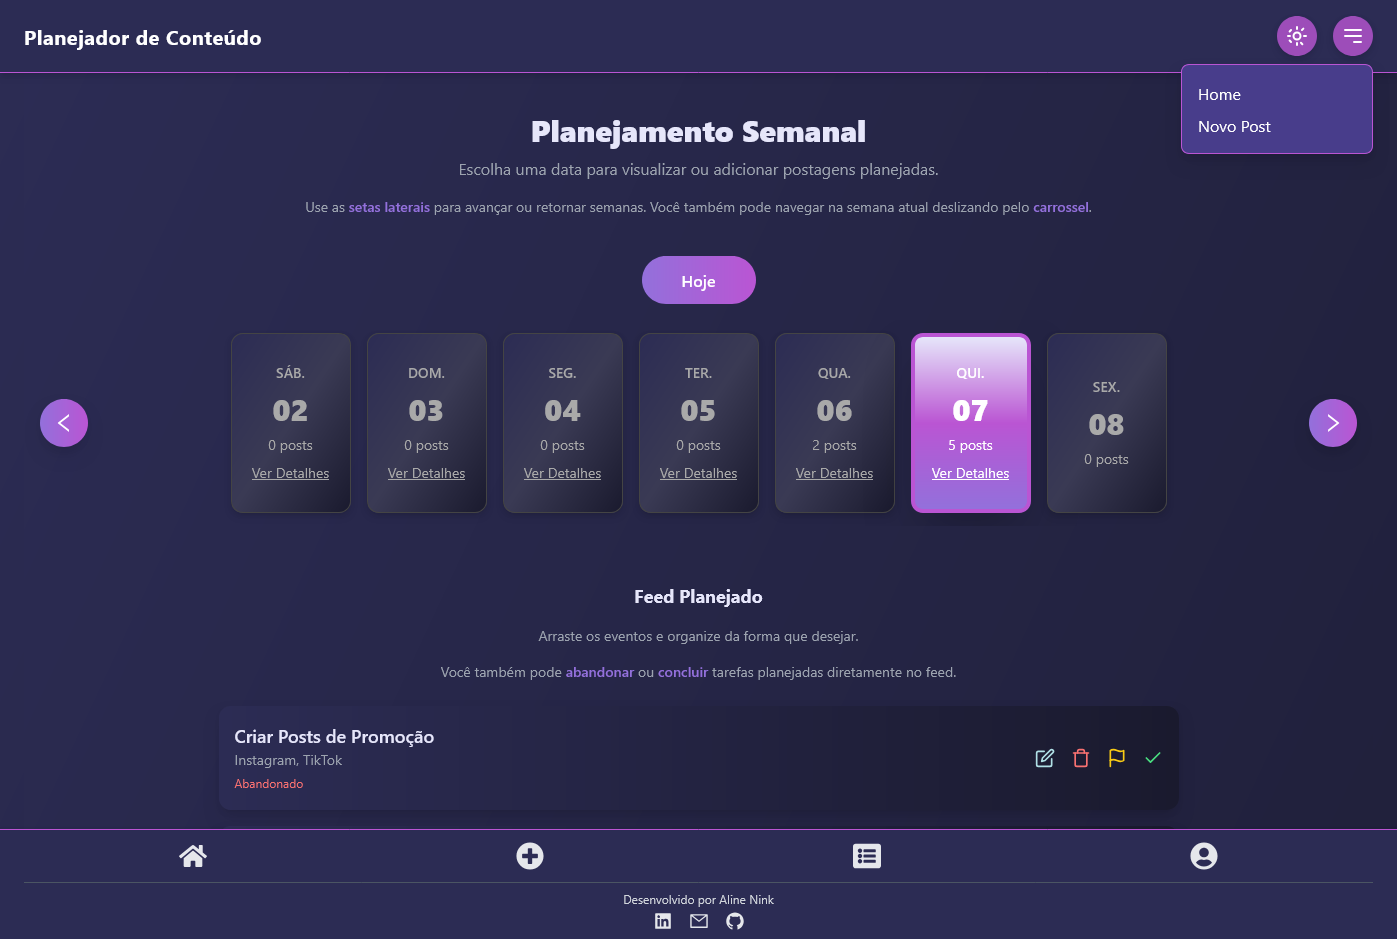 Planejador de Conteúdo
Home
Novo Post
Planejamento Semanal
Escolha uma data para visualizar ou adicionar postagens planejadas.
Use as setas laterais para avançar ou retornar semanas. Você também pode navegar na semana atual deslizando pelo carrossel.
Hoje
SÁB.
02
0 posts
Ver Detalhes
DOM.
03
0 posts
Ver Detalhes
SEG.
04
0 posts
Ver Detalhes
TER.
05
0 posts
Ver Detalhes
QUA.
06
2 posts
Ver Detalhes
QUI.
07
5 posts
Ver Detalhes
SEX.
08
0 posts
Feed Planejado
Arraste os eventos e organize da forma que desejar.
Você também pode abandonar ou concluir tarefas planejadas diretamente no feed.
Criar Posts de Promoção
Instagram, TikTok
Abandonado
Desenvolvido por Aline Nink